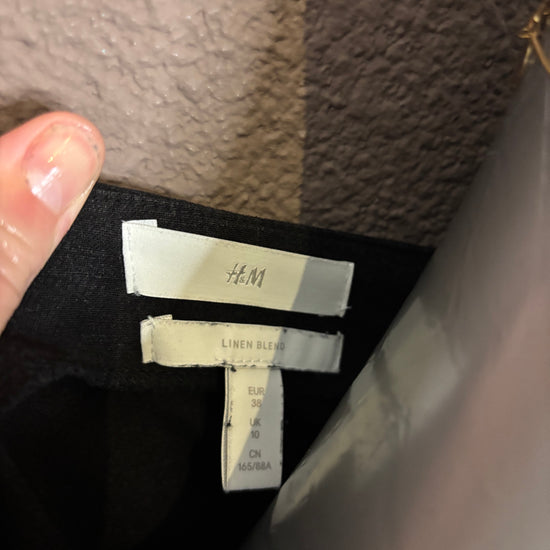 H&M
LINEN BLEND
EUR
38
UK
10
CN
165/88A